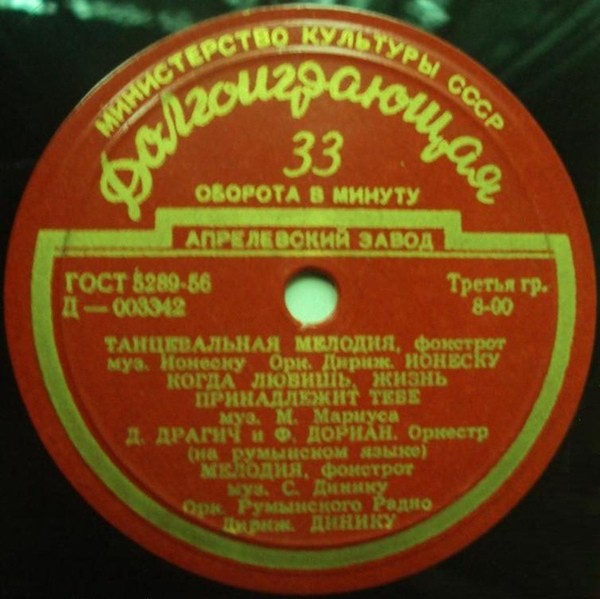 МИНИСТЕРСТВО КУЛЬТУРЫ СССР
Долгоиграющая
33
ОБОРОТА В МИНУТУ
АПРЕЛЕВСКИЙ ЗАВОД
ГОСТ 5289-56 Третья гр.
Д — 003342 8-00
ТАНЦЕВАЛЬНАЯ МЕЛОДИЯ, фокстрот
муз. Ионеску Орк. Дириж. ИОНЕСКУ
КОГДА ЛЮБИШЬ, ЖИЗНЬ
ПРИНАДЛЕЖИТ ТЕБЕ
муз. М. Мариуса
Д. ДРАГИЧ и Ф. ДОРИАН. Оркестр
(на румынском языке)
МЕЛОДИЯ, фокстрот
муз. С. Динику
Орк. Румынского Радио
Дириж. ДИНИКУ